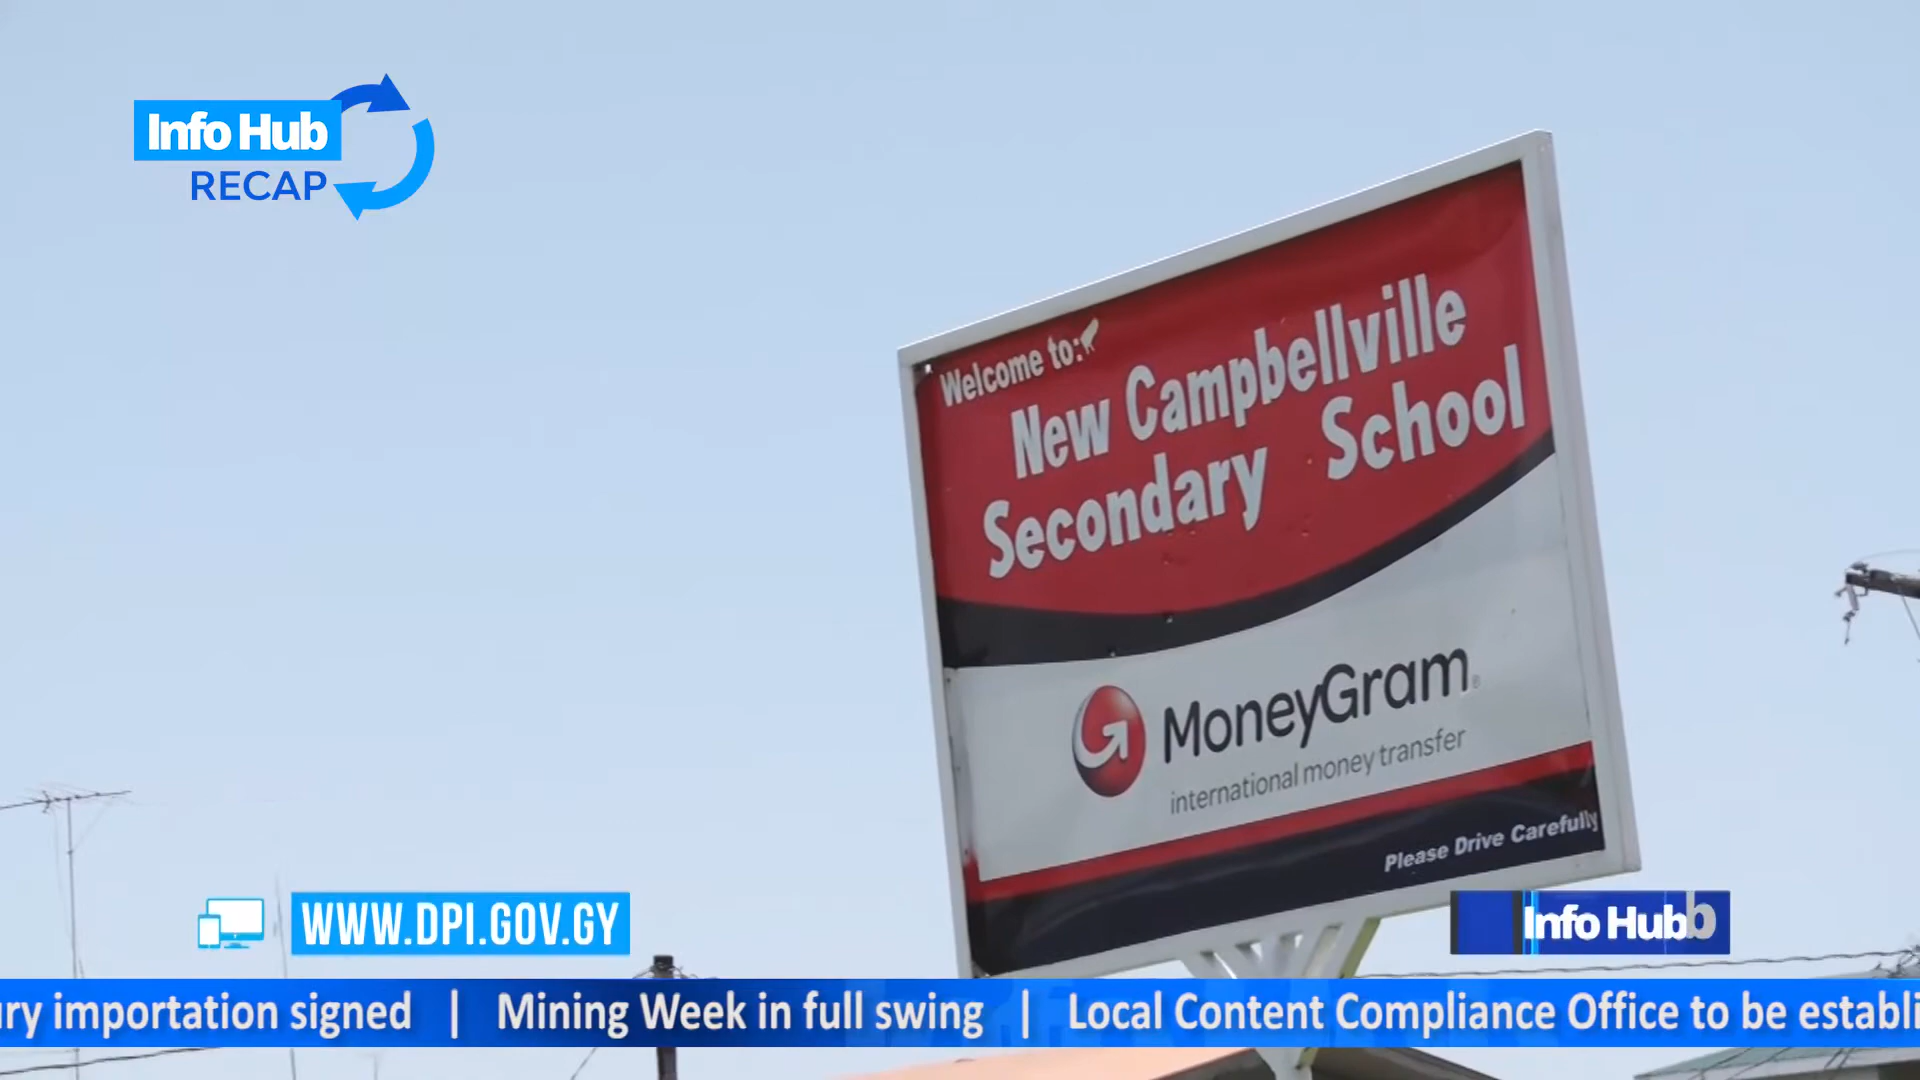 Info Hub
RECAP
Welcome to:
New Campbellville
Secondary School
MoneyGram
international money transfer
Please Drive Carefully
WWW.DPI.GOV.GY
Info Hub
importation signed | Mining Week in full swing | Local Content Compliance Office to be